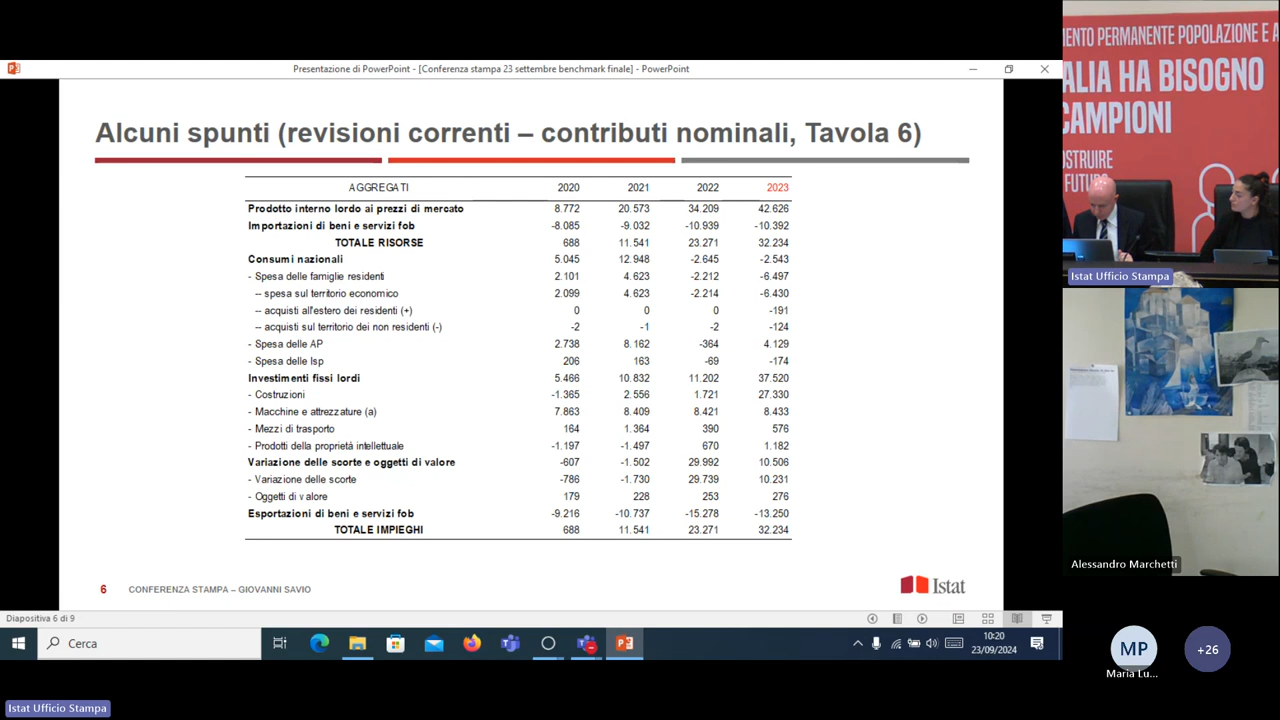 Presentazione di PowerPoint - [Conferenza stampa 23 settembre benchmark finale] - PowerPoint
Alcuni spunti (revisioni correnti – contributi nominali, Tavola 6)
AGGREGATI 2020 2021 2022 2023
Prodotto interno lordo ai prezzi di mercato 8.772 20.573 34.209 42.626
Importazioni di beni e servizi fob -8.085 -9.032 -10.939 -10.392
TOTALE RISORSE 688 11.541 23.271 32.234
Consumi nazionali 5.045 12.948 -2.645 -2.543
- Spesa delle famiglie residenti 2.101 4.623 -2.212 -6.497
-- spesa sul territorio economico 2.099 4.623 -2.214 -6.430
-- acquisti all'estero dei residenti (+) 0 0 0 -191
-- acquisti sul territorio dei non residenti (-) -2 -1 -2 -124
- Spesa delle AP 2.738 8.162 -364 4.129
- Spesa delle Isp 206 163 -69 -174
Investimenti fissi lordi 5.466 10.832 11.202 37.520
- Costruzioni -1.365 2.556 1.721 27.330
- Macchine e attrezzature (a) 7.863 8.409 8.421 8.433
- Mezzi di trasporto 164 1.364 390 576
- Prodotti della proprietà intellettuale -1.197 -1.497 670 1.182
Variazione delle scorte e oggetti di valore -607 -1.502 29.992 10.506
- Variazione delle scorte -786 -1.730 29.739 10.231
- Oggetti di valore 179 228 253 276
Esportazioni di beni e servizi fob -9.216 -10.737 -15.278 -13.250
TOTALE IMPIEGHI 688 11.541 23.271 32.234
6 CONFERENZA STAMPA – GIOVANNI SAVIO
Istat
Diapositiva 6 di 9
Cerca
10:20
23/09/2024
Istat Ufficio Stampa
MENTO PERMANENTE POPOLAZIONE E A
ALIA HA BISOGNO
CAMPIONI
OSTRUIRE
FUTURO
Istat Ufficio Stampa
Alessandro Marchetti
MP
Maria Lu...
+26